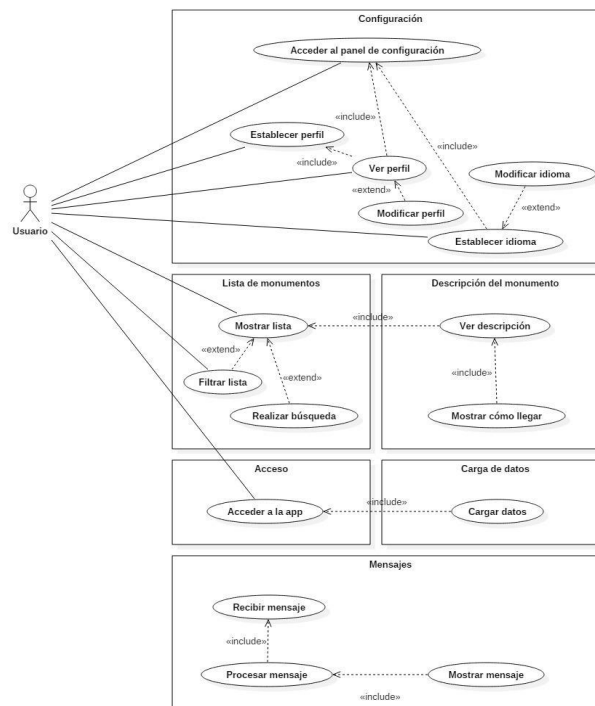 Configuración
Acceder al panel de configuración
«include»
Establecer perfil
«include»
«include»
Ver perfil
Modificar idioma
«extend»
Modificar perfil
«extend»
Usuario
Establecer idioma
Lista de monumentos
Descripción del monumento
Mostrar lista
«include»
Ver descripción
«extend»
Filtrar lista
«extend»
«include»
Realizar búsqueda
Mostrar cómo llegar
Acceso
Carga de datos
Acceder a la app
«include»
Cargar datos
Mensajes
Recibir mensaje
«include»
Procesar mensaje
Mostrar mensaje
«include»